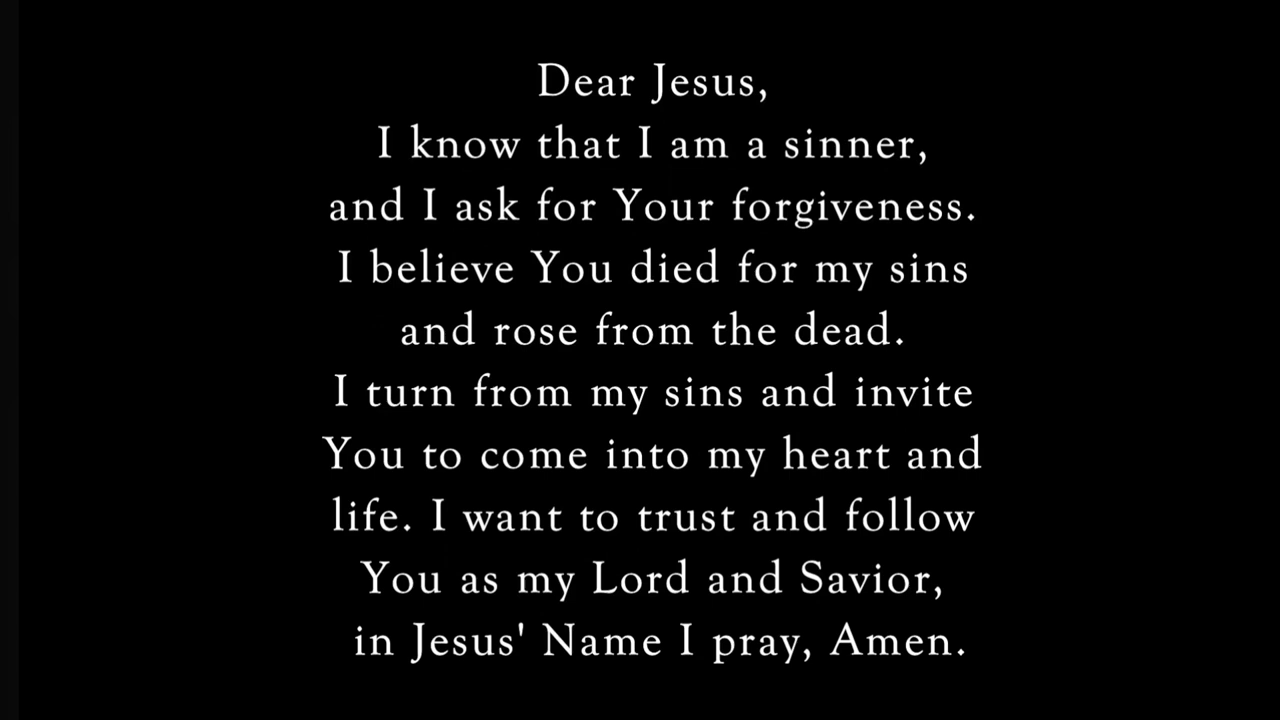 Dear Jesus,
I know that I am a sinner,
and I ask for Your forgiveness.
I believe You died for my sins
and rose from the dead.
I turn from my sins and invite
You to come into my heart and
life. I want to trust and follow
You as my Lord and Savior,
in Jesus' Name I pray, Amen.